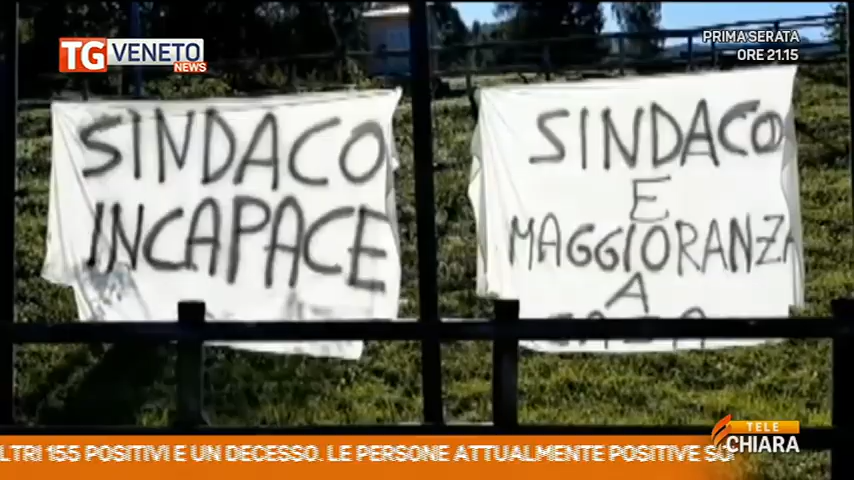 TG VENETO
NEWS
PRIMA SERATA
ORE 21.15
SINDACO
INCAPACE
SINDACO
E
MAGGIORANZA
A
CASA
TELE
CHIARA
LTRI 155 POSITIVI E UN DECESSO. LE PERSONE ATTUALMENTE POSITIVE SO